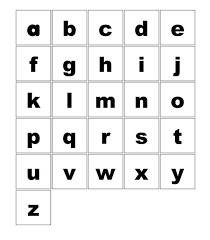 a b c d e
f g h i j
k l m n o
p q r s t
u v w x y
z